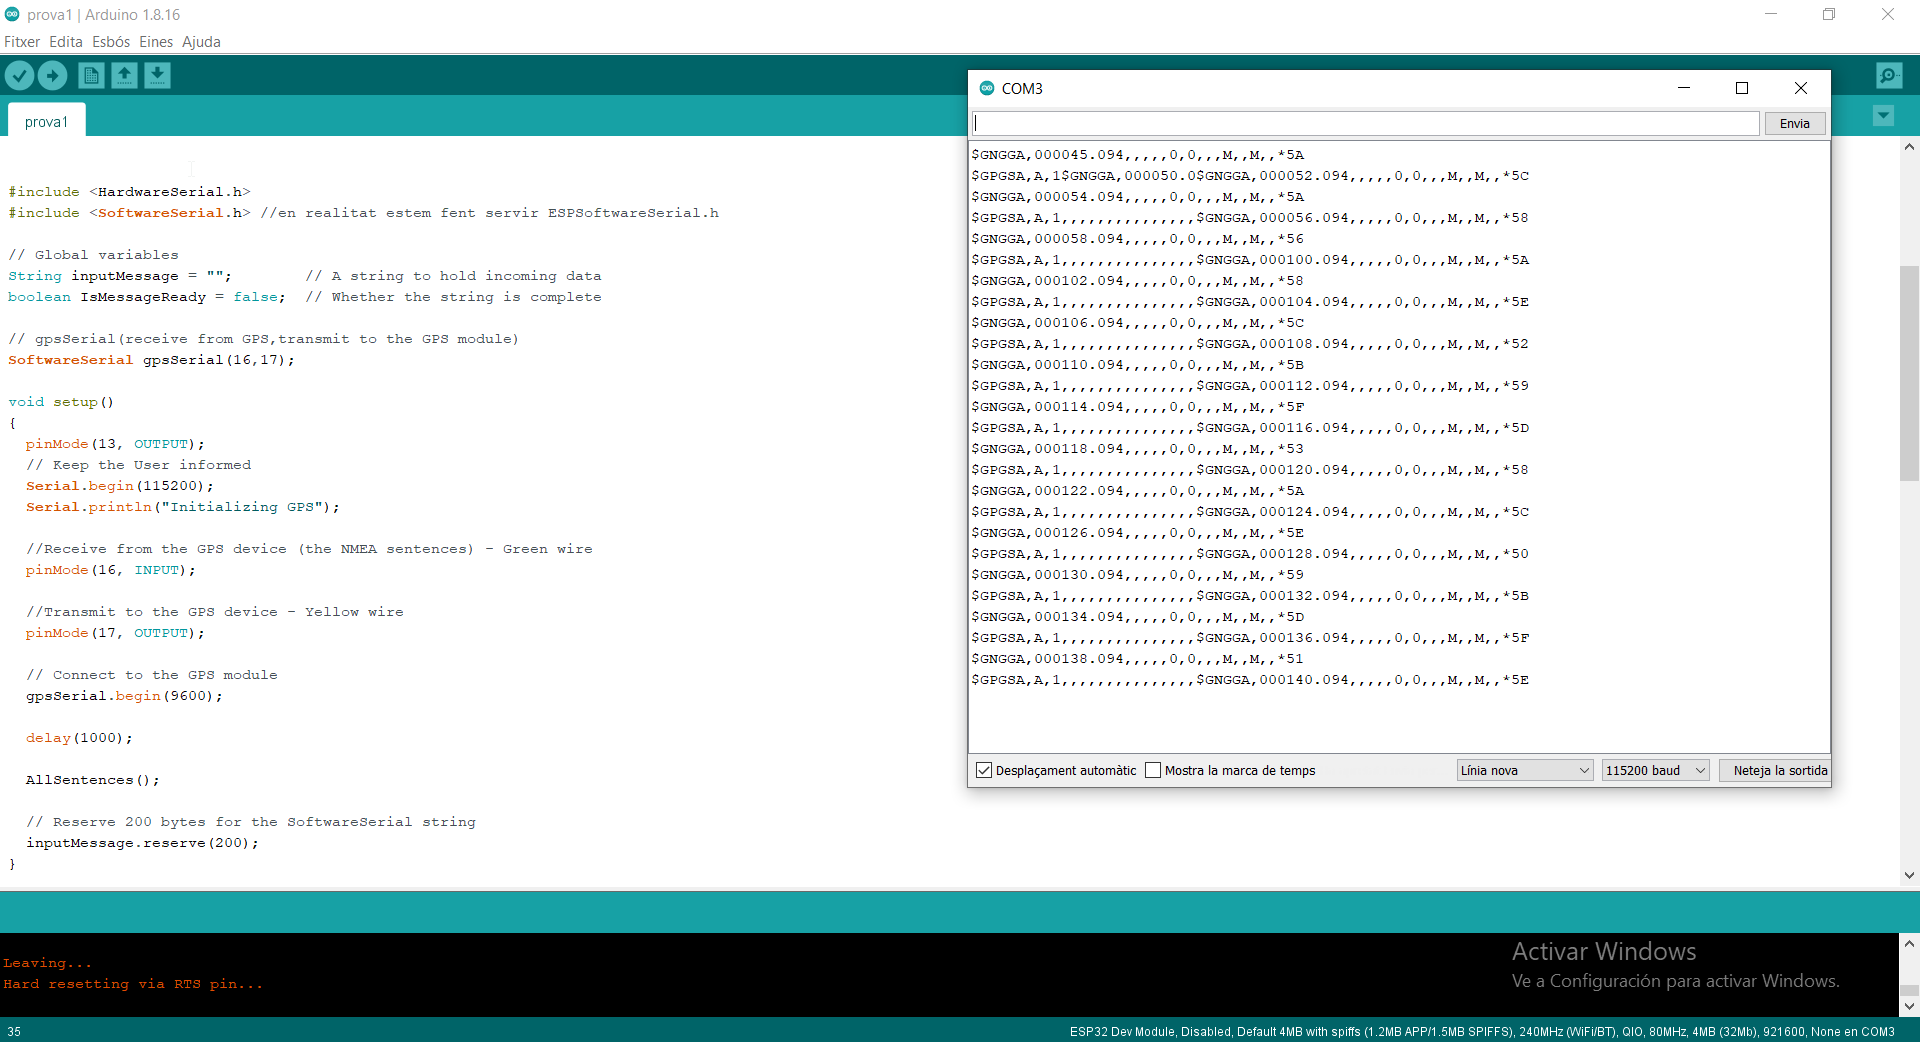 prova1 | Arduino 1.8.16
Fitxer Edita Esbós Eines Ajuda
prova1
#include <HardwareSerial.h>
#include <SoftwareSerial.h> //en realitat estem fent servir ESPSoftwareSerial.h
// Global variables
String inputMessage = "";        // A string to hold incoming data
boolean IsMessageReady = false;  // Whether the string is complete
// gpsSerial(receive from GPS,transmit to the GPS module)
SoftwareSerial gpsSerial(16,17);
void setup()
{
pinMode(13, OUTPUT);
// Keep the User informed
Serial.begin(115200);
Serial.println("Initializing GPS");
//Receive from the GPS device (the NMEA sentences) - Green wire
pinMode(16, INPUT);
//Transmit to the GPS device - Yellow wire
pinMode(17, OUTPUT);
// Connect to the GPS module
gpsSerial.begin(9600);
delay(1000);
AllSentences();
// Reserve 200 bytes for the SoftwareSerial string
inputMessage.reserve(200);
}
COM3
Envia
$GNGGA,000045.094,,,,,0,0,,,M,,M,,*5A
$GPGSA,A,1$GNGGA,000050.0$GNGGA,000052.094,,,,,0,0,,,M,,M,,*5C
$GNGGA,000054.094,,,,,0,0,,,M,,M,,*5A
$GPGSA,A,1,,,,,,,,,,,,,,,$GNGGA,000056.094,,,,,0,0,,,M,,M,,*58
$GNGGA,000058.094,,,,,0,0,,,M,,M,,*56
$GPGSA,A,1,,,,,,,,,,,,,,,$GNGGA,000100.094,,,,,0,0,,,M,,M,,*5A
$GNGGA,000102.094,,,,,0,0,,,M,,M,,*58
$GPGSA,A,1,,,,,,,,,,,,,,,$GNGGA,000104.094,,,,,0,0,,,M,,M,,*5E
$GNGGA,000106.094,,,,,0,0,,,M,,M,,*5C
$GPGSA,A,1,,,,,,,,,,,,,,,$GNGGA,000108.094,,,,,0,0,,,M,,M,,*52
$GNGGA,000110.094,,,,,0,0,,,M,,M,,*5B
$GPGSA,A,1,,,,,,,,,,,,,,,$GNGGA,000112.094,,,,,0,0,,,M,,M,,*59
$GNGGA,000114.094,,,,,0,0,,,M,,M,,*5F
$GPGSA,A,1,,,,,,,,,,,,,,,$GNGGA,000116.094,,,,,0,0,,,M,,M,,*5D
$GNGGA,000118.094,,,,,0,0,,,M,,M,,*53
$GPGSA,A,1,,,,,,,,,,,,,,,$GNGGA,000120.094,,,,,0,0,,,M,,M,,*58
$GNGGA,000122.094,,,,,0,0,,,M,,M,,*5A
$GPGSA,A,1,,,,,,,,,,,,,,,$GNGGA,000124.094,,,,,0,0,,,M,,M,,*5C
$GNGGA,000126.094,,,,,0,0,,,M,,M,,*5E
$GPGSA,A,1,,,,,,,,,,,,,,,$GNGGA,000128.094,,,,,0,0,,,M,,M,,*50
$GNGGA,000130.094,,,,,0,0,,,M,,M,,*59
$GPGSA,A,1,,,,,,,,,,,,,,,$GNGGA,000132.094,,,,,0,0,,,M,,M,,*5B
$GNGGA,000134.094,,,,,0,0,,,M,,M,,*5D
$GPGSA,A,1,,,,,,,,,,,,,,,$GNGGA,000136.094,,,,,0,0,,,M,,M,,*5F
$GNGGA,000138.094,,,,,0,0,,,M,,M,,*51
$GPGSA,A,1,,,,,,,,,,,,,,,$GNGGA,000140.094,,,,,0,0,,,M,,M,,*5E
Desplaçament automàtic Mostra la marca de temps Línia nova 115200 baud Neteja la sortida
Leaving...
Hard resetting via RTS pin...
Activar Windows
Ve a Configuración para activar Windows.
35 ESP32 Dev Module, Disabled, Default 4MB with spiffs (1.2MB APP/1.5MB SPIFFS), 240MHz (WiFi/BT), QIO, 80MHz, 4MB (32Mb), 921600, None en COM3